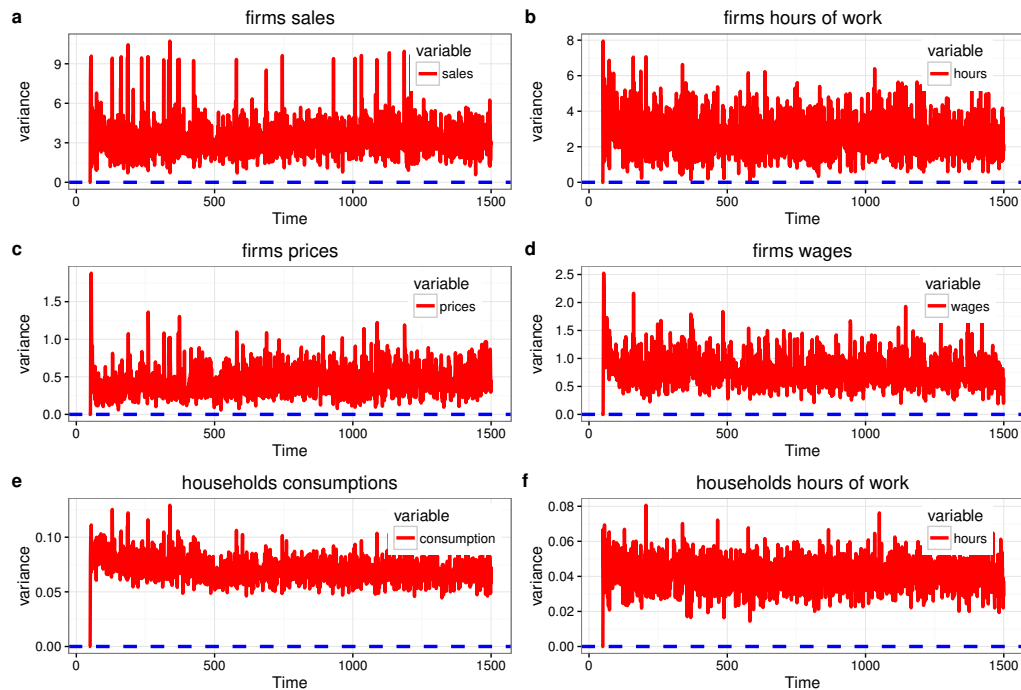 a
firms sales
variance
9
6
3
0
variable
sales
0
500
1000
1500
Time
b
firms hours of work
variance
8
6
4
2
0
variable
hours
0
500
1000
1500
Time
c
firms prices
variance
1.5
1.0
0.5
0.0
variable
prices
0
500
1000
1500
Time
d
firms wages
variance
2.5
2.0
1.5
1.0
0.5
0.0
variable
wages
0
500
1000
1500
Time
e
households consumptions
variance
0.10
0.05
0.00
variable
consumption
0
500
1000
1500
Time
f
households hours of work
variance
0.08
0.06
0.04
0.02
0.00
variable
hours
0
500
1000
1500
Time